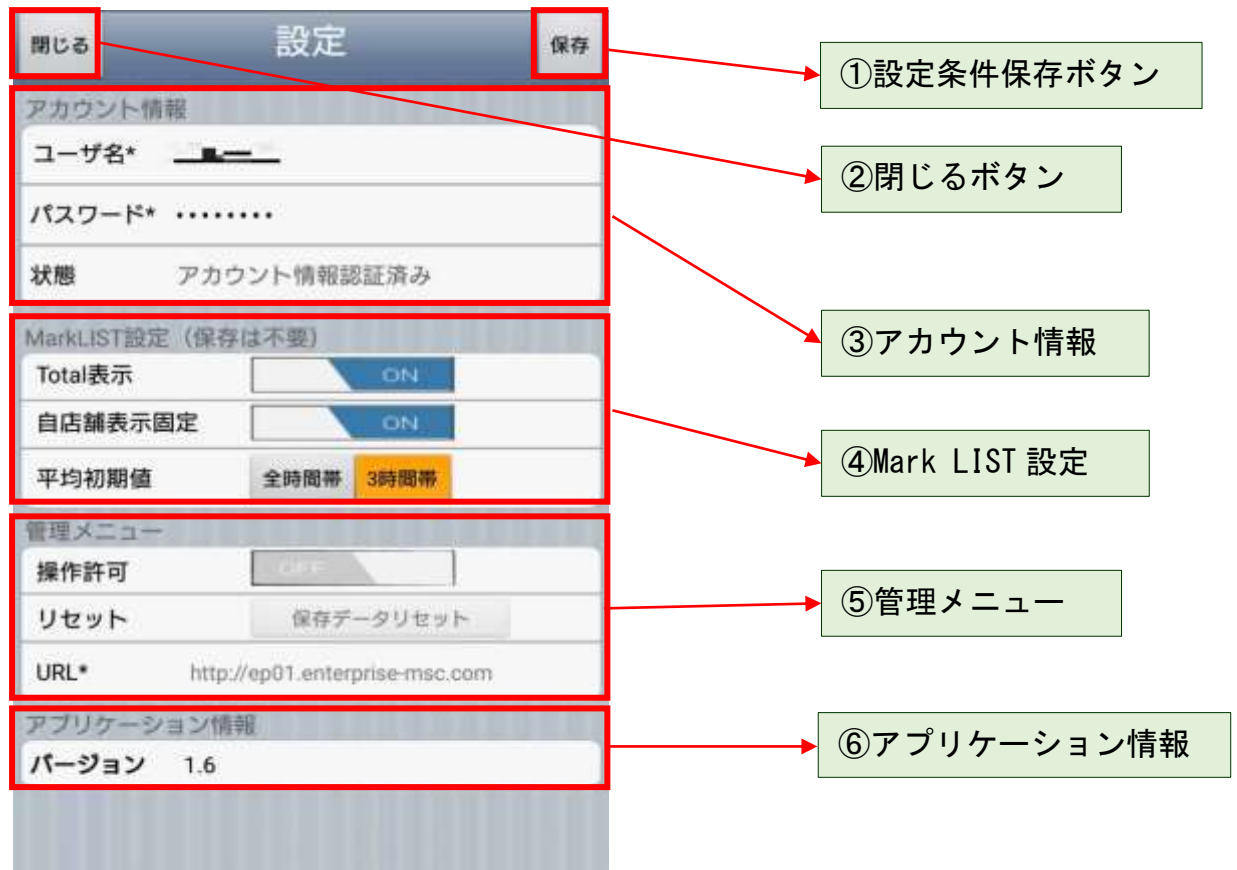 閉じる
設定
保存
①設定条件保存ボタン
アカウント情報
ユーザ名*
②閉じるボタン
パスワード* ••••••••
状態 アカウント情報認証済み
③アカウント情報
MarkLIST設定（保存は不要）
Total表示 ON
自店舗表示固定 ON
平均初期値 全時間帯 3時間帯
④Mark LIST 設定
管理メニュー
操作許可 OFF
リセット 保存データリセット
URL* http://ep01.enterprise-msc.com
⑤管理メニュー
アプリケーション情報
バージョン 1.6
⑥アプリケーション情報